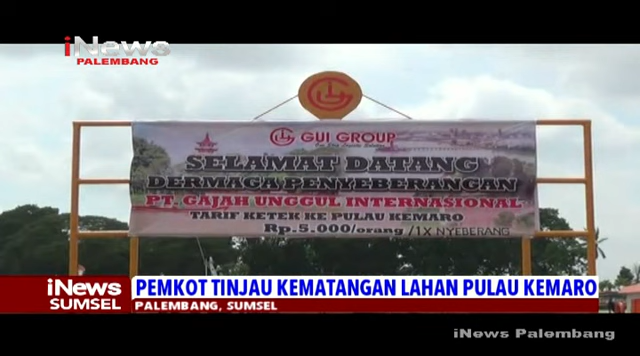 iNews
PALEMBANG
GUI GROUP
SELAMAT DATANG
DERMAGA PENYEBERANGAN
PT. GAJAH UNGGUL INTERNASIONAL
TARIF KETEK KE PULAU KEMARO
Rp.5.000/orang /1X NYEBERANG
iNews PEMKOT TINJAU KEMATANGAN LAHAN PULAU KEMARO
SUMSEL PALEMBANG, SUMSEL
iNews Palembang